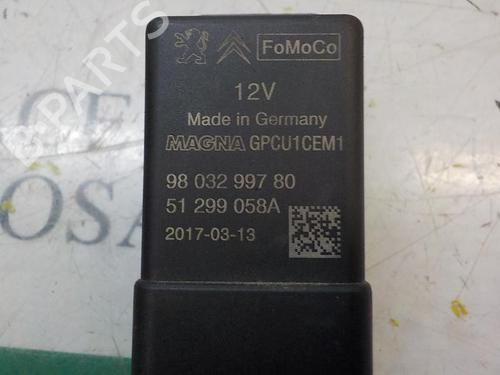 FoMoCo
12V
Made in Germany
MAGNA GPCU1CEM1
98 032 997 80
51 299 058A
2017-03-13
B-PARTS